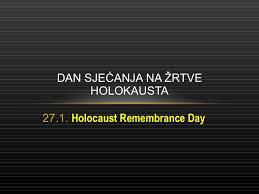 DAN SJEĆANJA NA ŽRTVE
HOLOKAUSTA
27.1. Holocaust Remembrance Day